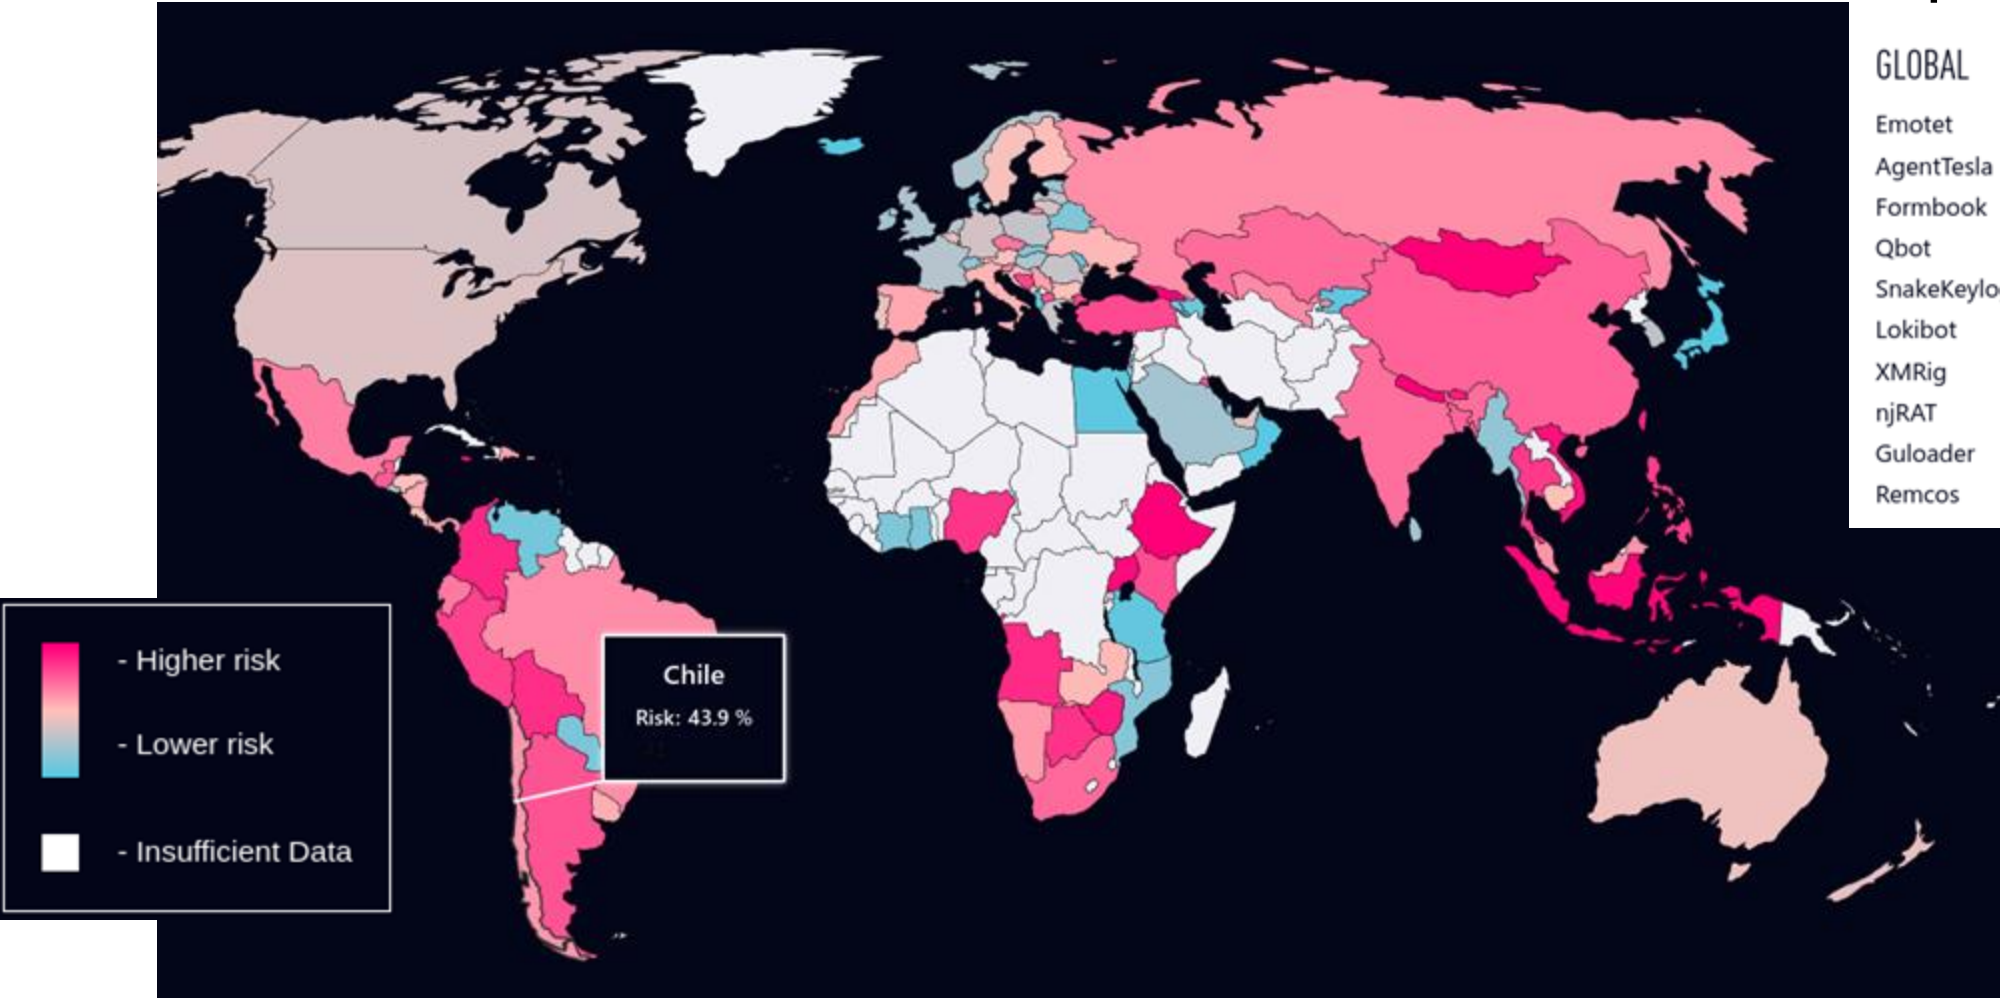 GLOBAL
Emotet
AgentTesla
Formbook
Qbot
SnakeKeylo
Lokibot
XMRig
njRAT
Guloader
Remcos
Chile
Risk: 43.9 %
- Higher risk
- Lower risk
- Insufficient Data